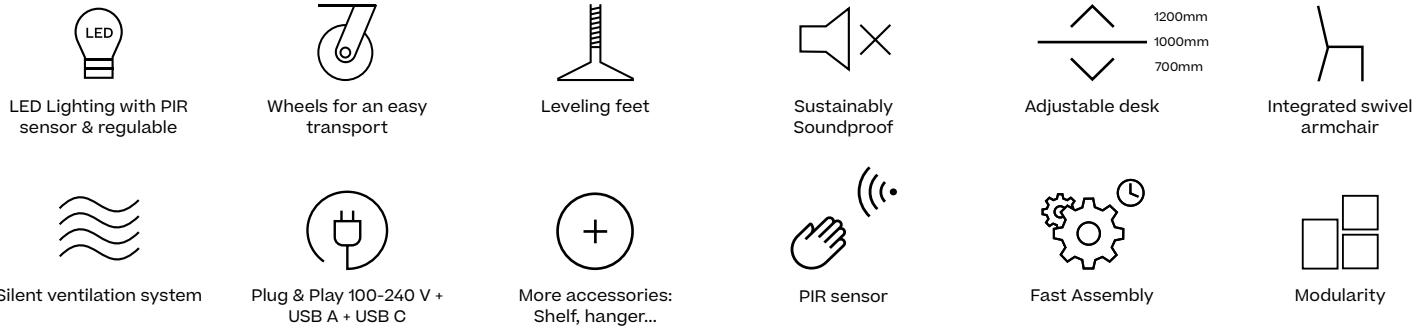 LED
1200mm
1000mm
700mm
LED Lighting with PIR
sensor & regulable
Wheels for an easy
transport
Leveling feet
Sustainably
Soundproof
Adjustable desk
Integrated swivel
armchair
Silent ventilation system
Plug & Play 100-240 V +
USB A + USB C
More accessories:
Shelf, hanger...
PIR sensor
Fast Assembly
Modularity